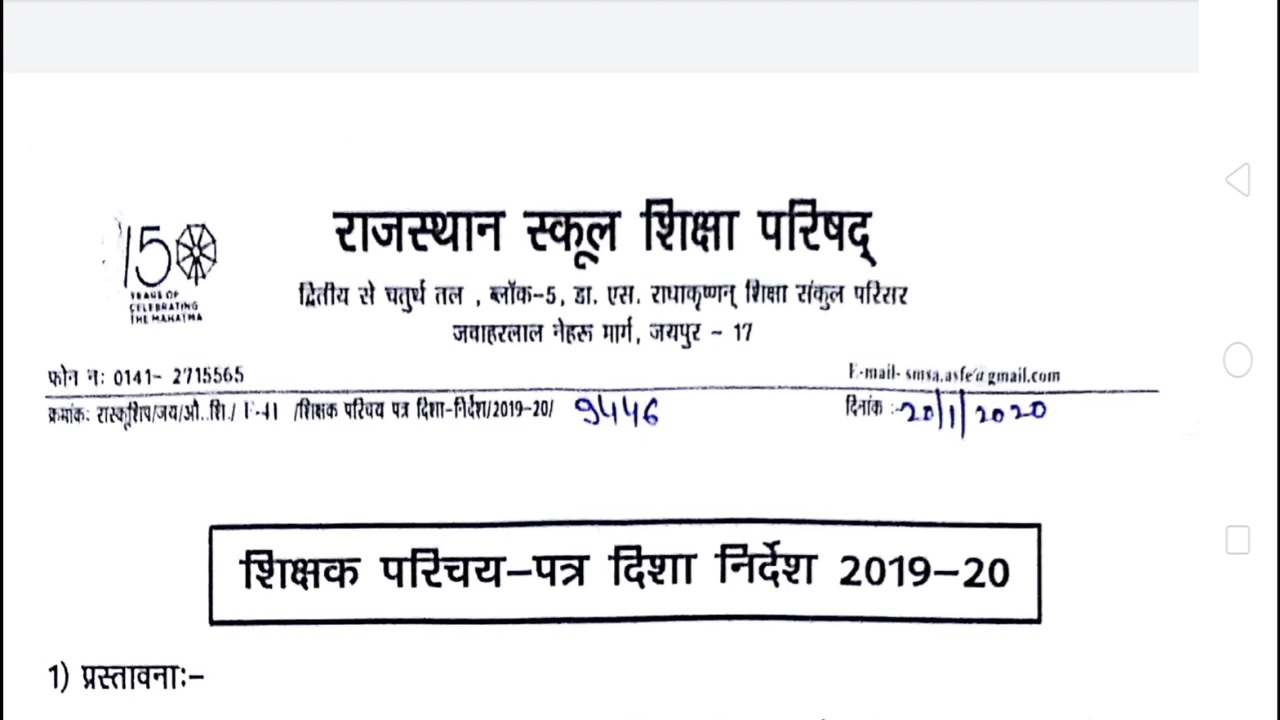 राजस्थान स्कूल शिक्षा परिषद्
150
YEARS OF
CELEBRATING
THE MAHATMA
द्वितीय से चतुर्थ तल , ब्लॉक-5, डा. एस. राधाकृष्णन् शिक्षा संकुल परिसर
जवाहरलाल नेहरू मार्ग, जयपुर - 17
फोन नः 0141- 2715565 E-mail- smsa.asfe@gmail.com
क्रमांकः रास्कूशिप/जय/औ..शि./ F-41 /शिक्षक परिचय पत्र दिशा-निर्देश/2019-20/ 9446 दिनांक :-20/1/2020
शिक्षक परिचय-पत्र दिशा निर्देश 2019-20
1) प्रस्तावनाः-